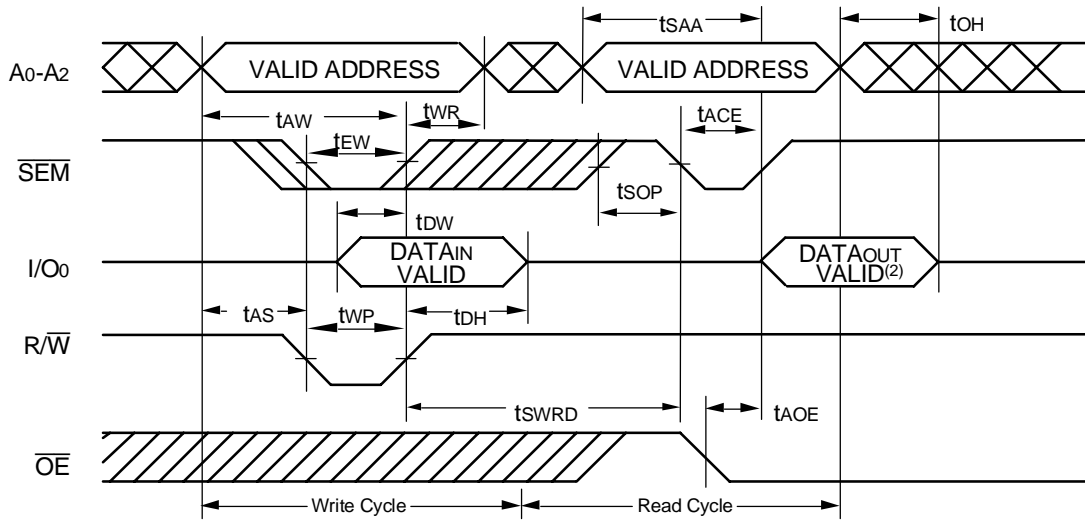 tSAA
tOH
A0-A2
VALID ADDRESS
VALID ADDRESS
tAW
tWR
tACE
tEW
SEM
tSOP
tDW
I/O0
DATAIN
VALID
DATAOUT
VALID(2)
tAS
tWP
tDH
R/W
tSWRD
tAOE
OE
Write Cycle
Read Cycle